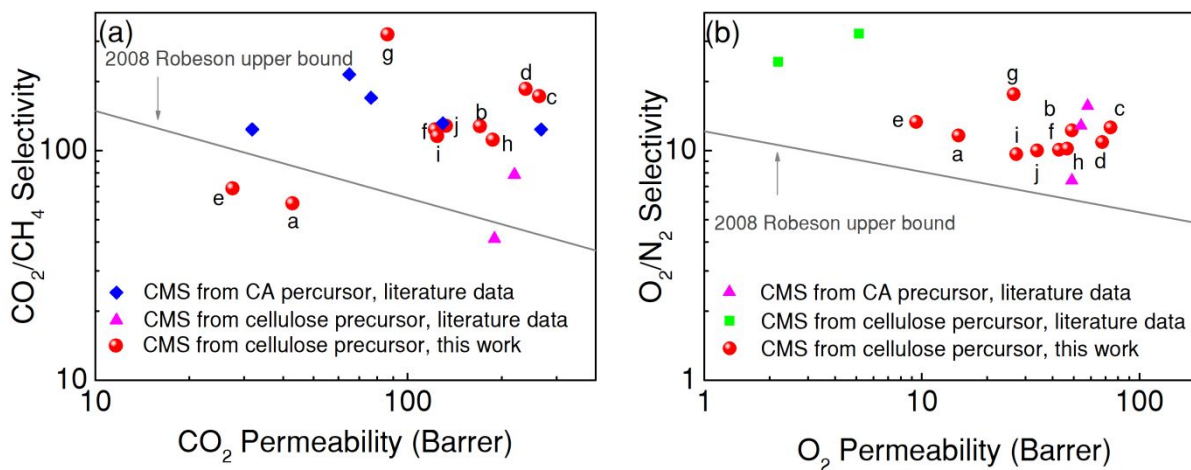 (a)
2008 Robeson upper bound
g
d
c
f
j
b
h
i
e
a
100
10
CO₂/CH₄ Selectivity
CMS from CA percursor, literature data
CMS from cellulose precursor, literature data
CMS from cellulose precursor, this work
10
100
CO₂ Permeability (Barrer)
(b)
g
e
a
i
b
f
c
j
h
d
2008 Robeson upper bound
10
1
O₂/N₂ Selectivity
CMS from CA precursor, literature data
CMS from cellulose percursor, literature data
CMS from cellulose percursor, this work
1
10
100
O₂ Permeability (Barrer)